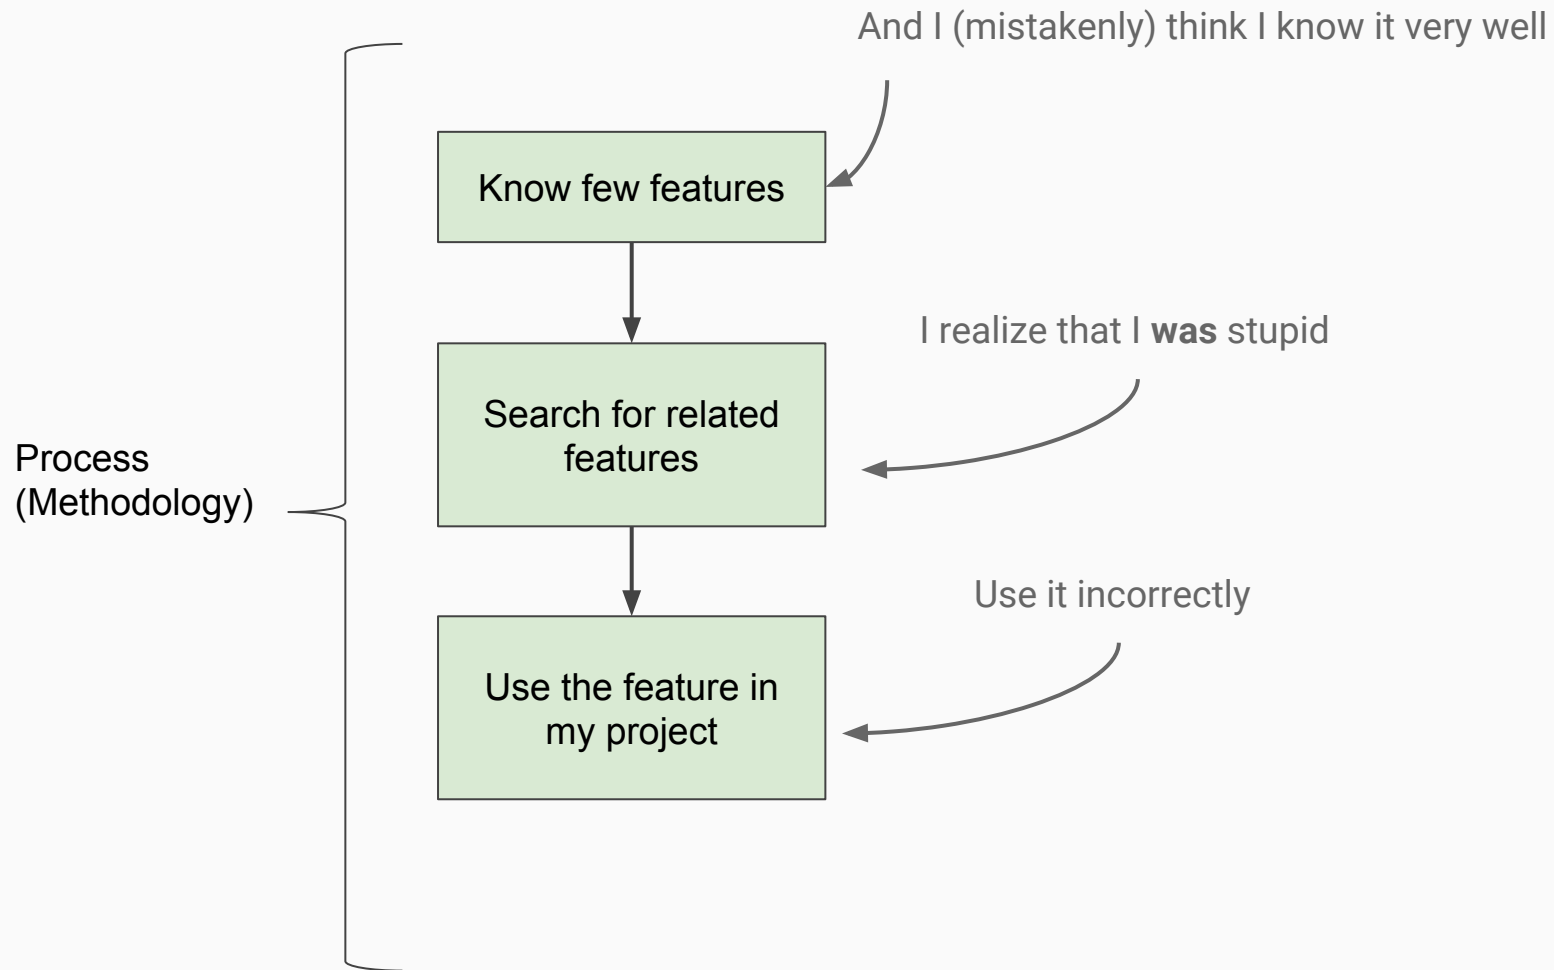 And I (mistakenly) think I know it very well
Know few features
I realize that I was stupid
Search for related
features
Process
(Methodology)
Use it incorrectly
Use the feature in
my project